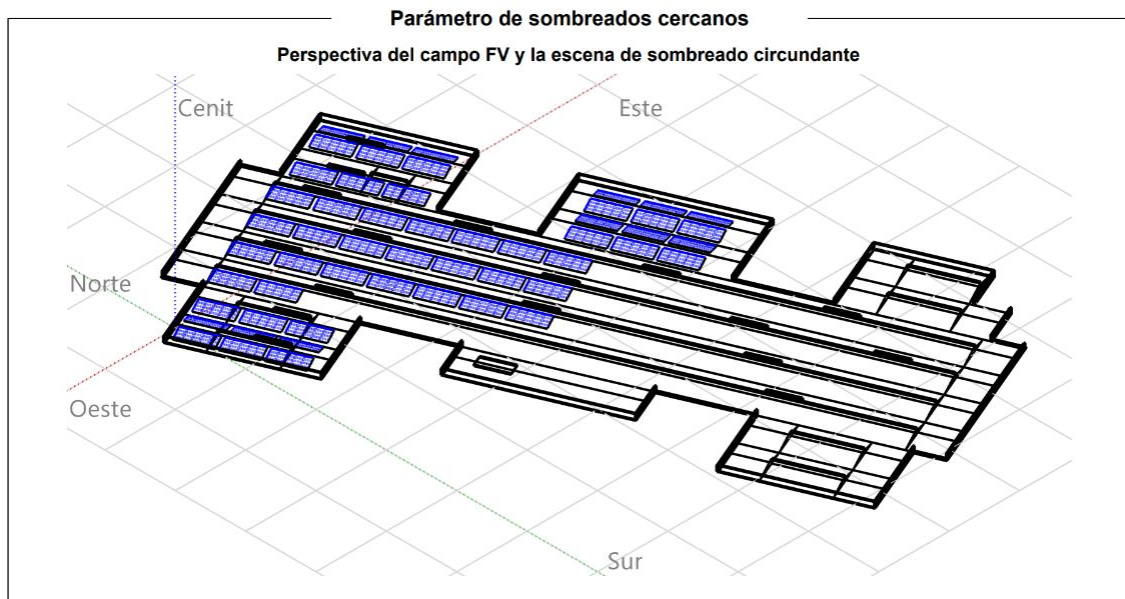 Parámetro de sombreados cercanos
Perspectiva del campo FV y la escena de sombreado circundante
Cenit
Este
Norte
Oeste
Sur